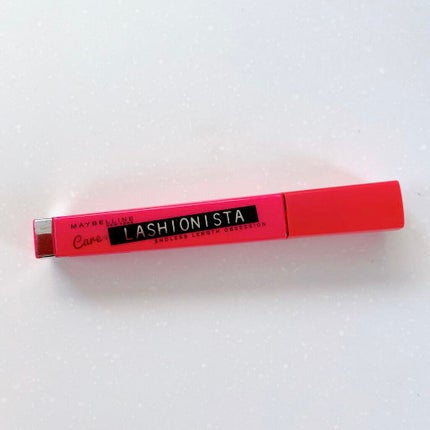 MAYBELLINE
Care
LASHIONISTA
ENDLESS LENGTH OBSESSION